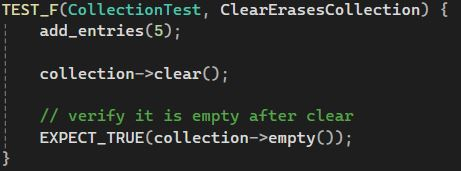 TEST_F(CollectionTest, ClearErasesCollection) {
    add_entries(5);

    collection->clear();

    // verify it is empty after clear
    EXPECT_TRUE(collection->empty());
}